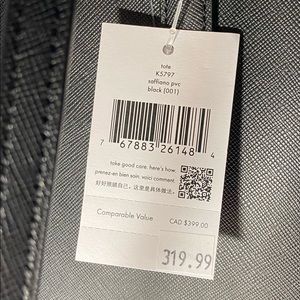 tote
K5797
saffiano pvc
black (001)
7 67883 26148 4
take good care. here's how.
prenez-en bien soin. voici comment.
好好照顾自己，这里是具体做法。
Comparable Value CAD $399.00
319.99